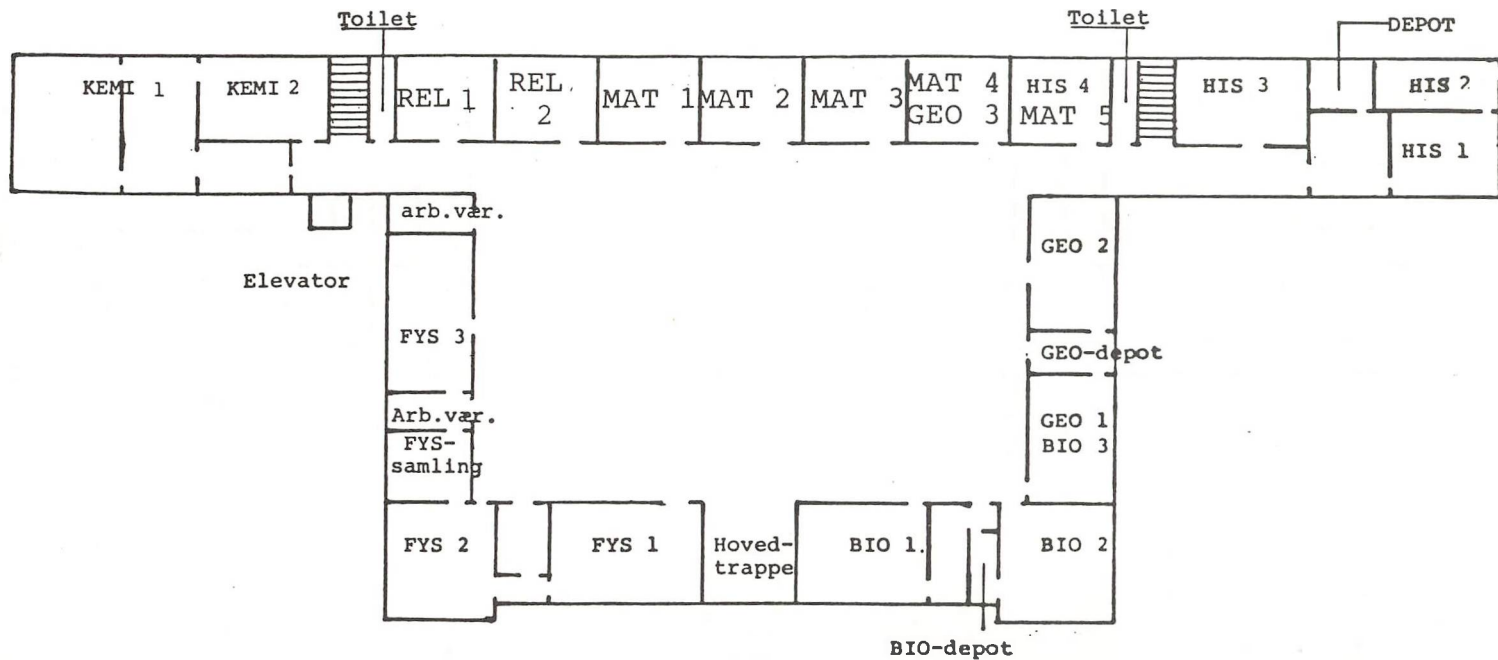 Toilet
Toilet
DEPOT
KEMI 1
KEMI 2
REL 1
REL.
2
MAT 1
MAT 2
MAT 3
MAT 4
GEO 3
HIS 4
MAT 5
HIS 3
HIS 2
HIS 1
arb.vær.
GEO 2
Elevator
FYS 3
GEO-depot
Arb.vær.
FYS-
samling
GEO 1
BIO 3
FYS 2
FYS 1
Hoved-
trappe
BIO 1.
BIO 2
BIO-depot